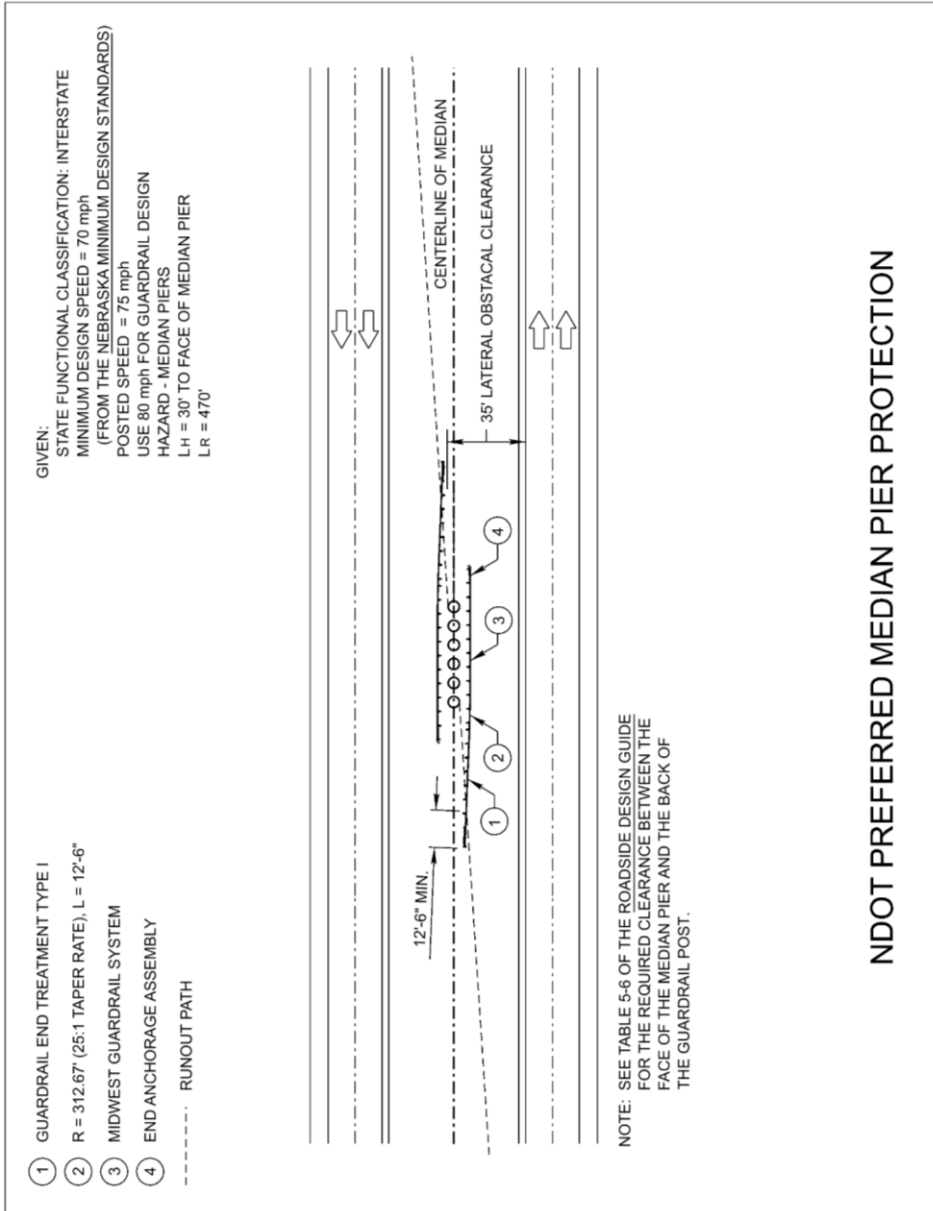 ① GUARDRAIL END TREATMENT TYPE I
② R = 312.67' (25:1 TAPER RATE), L = 12'-6"
③ MIDWEST GUARDRAIL SYSTEM
④ END ANCHORAGE ASSEMBLY
RUNOUT PATH
GIVEN:
STATE FUNCTIONAL CLASSIFICATION: INTERSTATE
MINIMUM DESIGN SPEED = 70 mph
(FROM THE NEBRASKA MINIMUM DESIGN STANDARDS)
POSTED SPEED = 75 mph
USE 80 mph FOR GUARDRAIL DESIGN
HAZARD - MEDIAN PIERS
LH = 30' TO FACE OF MEDIAN PIER
LR = 470'
12'-6" MIN.
CENTERLINE OF MEDIAN
①
②
③
④
35' LATERAL OBSTACAL CLEARANCE
NOTE: SEE TABLE 5-6 OF THE ROADSIDE DESIGN GUIDE
FOR THE REQUIRED CLEARANCE BETWEEN THE
FACE OF THE MEDIAN PIER AND THE BACK OF
THE GUARDRAIL POST.
NDOT PREFERRED MEDIAN PIER PROTECTION